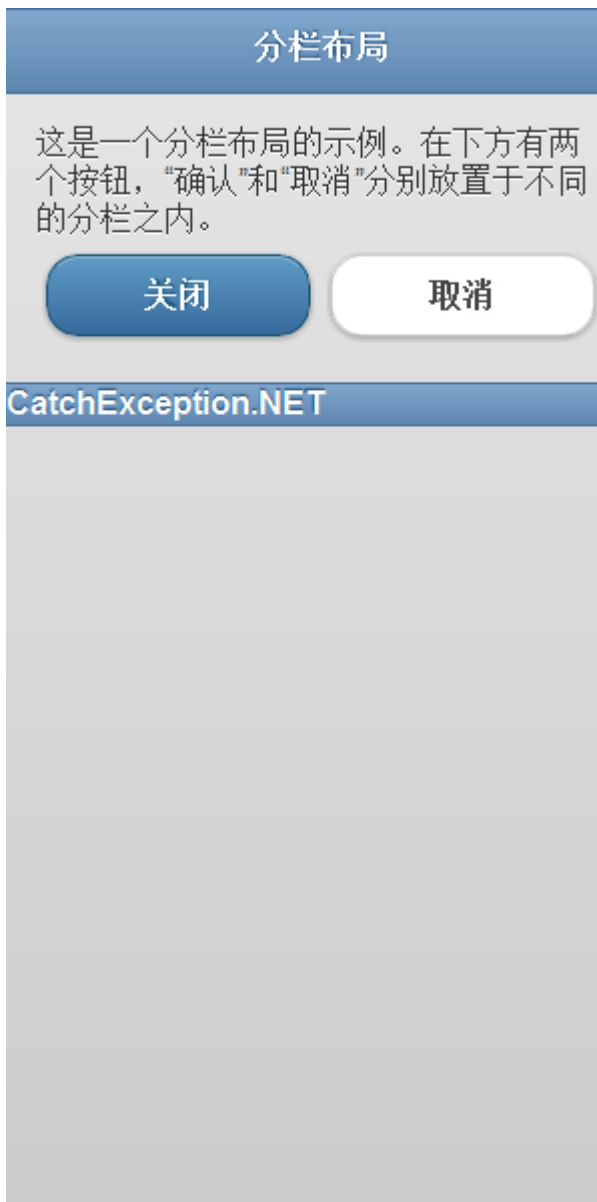 分栏布局
这是一个分栏布局的示例。在下方有两
个按钮，“确认”和“取消”分别放置于不同
的分栏之内。
关闭 取消
CatchException.NET